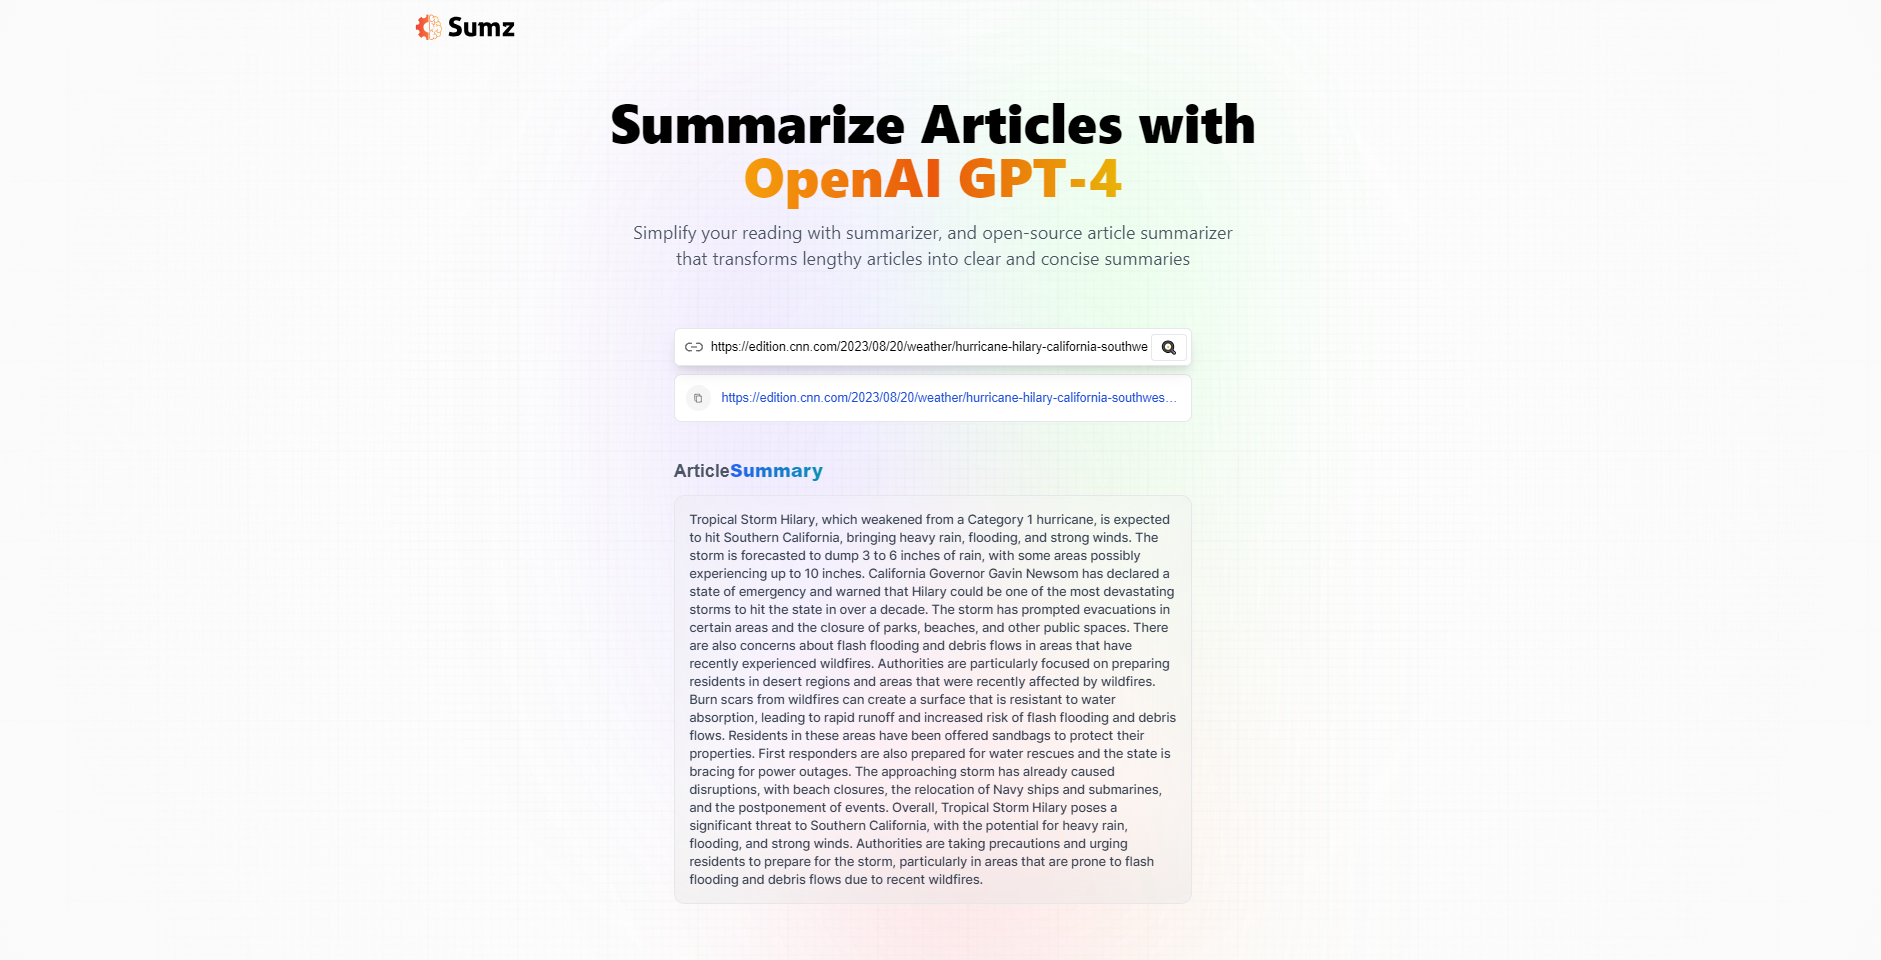 Sumz
Summarize Articles with
OpenAI GPT-4
Simplify your reading with summarizer, and open-source article summarizer
that transforms lengthy articles into clear and concise summaries
https://edition.cnn.com/2023/08/20/weather/hurricane-hilary-california-southwe
https://edition.cnn.com/2023/08/20/weather/hurricane-hilary-california-southwes...
ArticleSummary
Tropical Storm Hilary, which weakened from a Category 1 hurricane, is expected
to hit Southern California, bringing heavy rain, flooding, and strong winds. The
storm is forecasted to dump 3 to 6 inches of rain, with some areas possibly
experiencing up to 10 inches. California Governor Gavin Newsom has declared a
state of emergency and warned that Hilary could be one of the most devastating
storms to hit the state in over a decade. The storm has prompted evacuations in
certain areas and the closure of parks, beaches, and other public spaces. There
are also concerns about flash flooding and debris flows in areas that have
recently experienced wildfires. Authorities are particularly focused on preparing
residents in desert regions and areas that were recently affected by wildfires.
Burn scars from wildfires can create a surface that is resistant to water
absorption, leading to rapid runoff and increased risk of flash flooding and debris
flows. Residents in these areas have been offered sandbags to protect their
properties. First responders are also prepared for water rescues and the state is
bracing for power outages. The approaching storm has already caused
disruptions, with beach closures, the relocation of Navy ships and submarines,
and the postponement of events. Overall, Tropical Storm Hilary poses a
significant threat to Southern California, with the potential for heavy rain,
flooding, and strong winds. Authorities are taking precautions and urging
residents to prepare for the storm, particularly in areas that are prone to flash
flooding and debris flows due to recent wildfires.